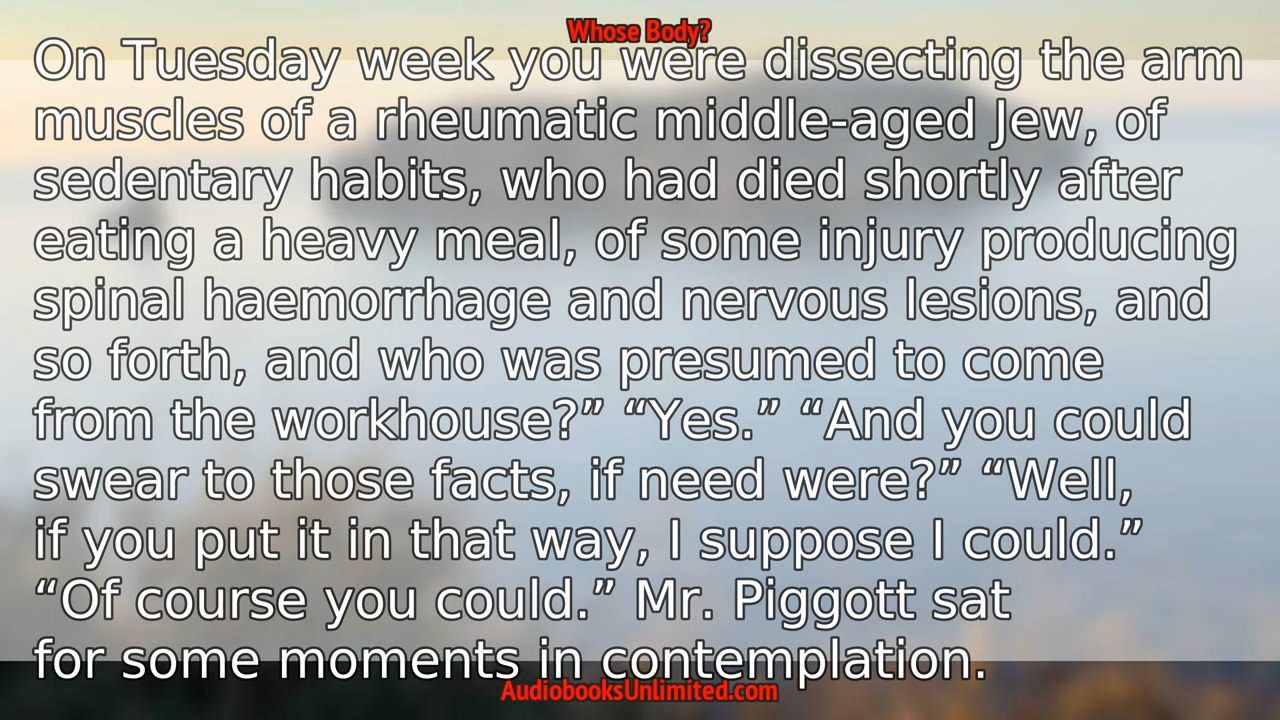 Whose Body?
On Tuesday week you were dissecting the arm
muscles of a rheumatic middle-aged Jew, of
sedentary habits, who had died shortly after
eating a heavy meal, of some injury producing
spinal haemorrhage and nervous lesions, and
so forth, and who was presumed to come
from the workhouse?” “Yes.” “And you could
swear to those facts, if need were?” “Well,
if you put it in that way, I suppose I could.”
“Of course you could.” Mr. Piggott sat
for some moments in contemplation.
AudiobooksUnlimited.com